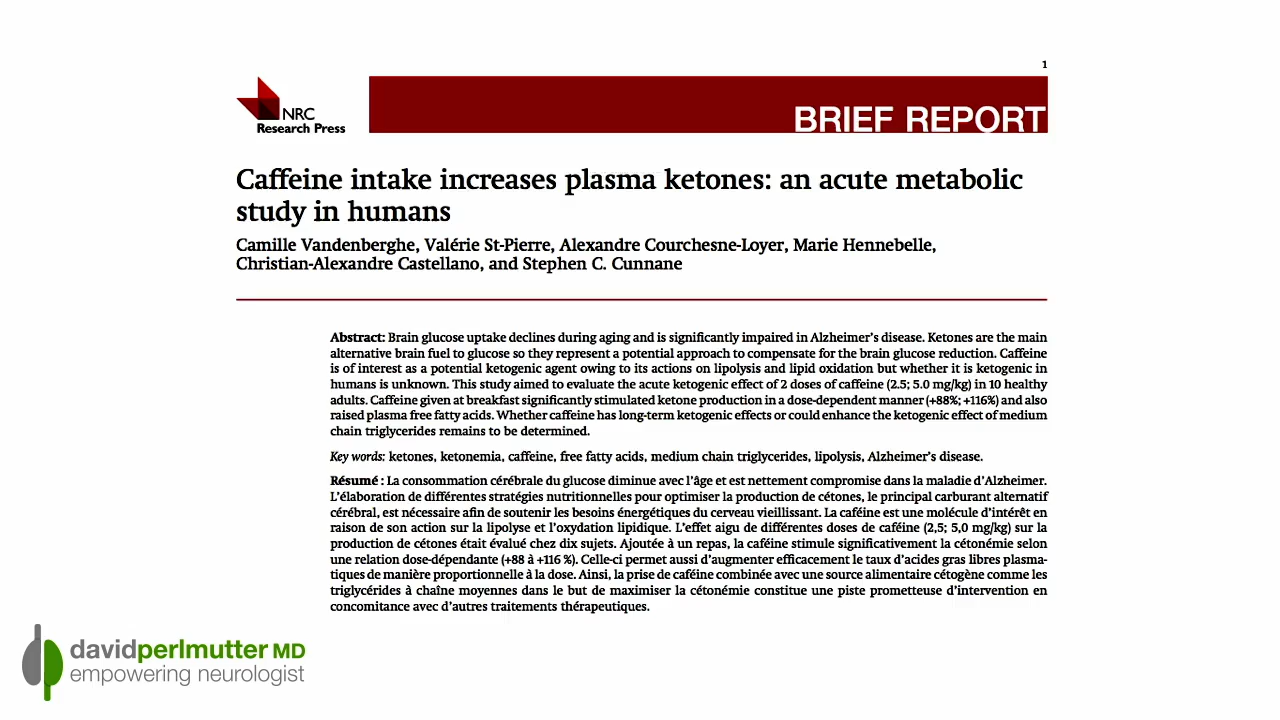 1
NRC
Research Press
BRIEF REPORT
Caffeine intake increases plasma ketones: an acute metabolic
study in humans
Camille Vandenberghe, Valérie St-Pierre, Alexandre Courchesne-Loyer, Marie Hennebelle,
Christian-Alexandre Castellano, and Stephen C. Cunnane
Abstract: Brain glucose uptake declines during aging and is significantly impaired in Alzheimer's disease. Ketones are the main
alternative brain fuel to glucose so they represent a potential approach to compensate for the brain glucose reduction. Caffeine
is of interest as a potential ketogenic agent owing to its actions on lipolysis and lipid oxidation but whether it is ketogenic in
humans is unknown. This study aimed to evaluate the acute ketogenic effect of 2 doses of caffeine (2.5; 5.0 mg/kg) in 10 healthy
adults. Caffeine given at breakfast significantly stimulated ketone production in a dose-dependent manner (+88%; +116%) and also
raised plasma free fatty acids. Whether caffeine has long-term ketogenic effects or could enhance the ketogenic effect of medium
chain triglycerides remains to be determined.
Key words: ketones, ketonemia, caffeine, free fatty acids, medium chain triglycerides, lipolysis, Alzheimer's disease.
Résumé : La consommation cérébrale du glucose diminue avec l'âge et est nettement compromise dans la maladie d'Alzheimer.
L'élaboration de différentes stratégies nutritionnelles pour optimiser la production de cétones, le principal carburant alternatif
cérébral, est nécessaire afin de soutenir les besoins énergétiques du cerveau vieillissant. La caféine est une molécule d'intérêt en
raison de son action sur la lipolyse et l'oxydation lipidique. L'effet aigu de différentes doses de caféine (2,5; 5,0 mg/kg) sur la
production de cétones était évalué chez dix sujets. Ajoutée à un repas, la caféine stimule significativement la cétonémie selon
une relation dose-dépendante (+88 à +116 %). Celle-ci permet aussi d'augmenter efficacement le taux d'acides gras libres plasma-
tiques de manière proportionnelle à la dose. Ainsi, la prise de caféine combinée avec une source alimentaire cétogène comme les
triglycérides à chaîne moyennes dans le but de maximiser la cétonémie constitue une piste prometteuse d'intervention en
concomitance avec d'autres traitements thérapeutiques.
davidperlmutter MD
empowering neurologist